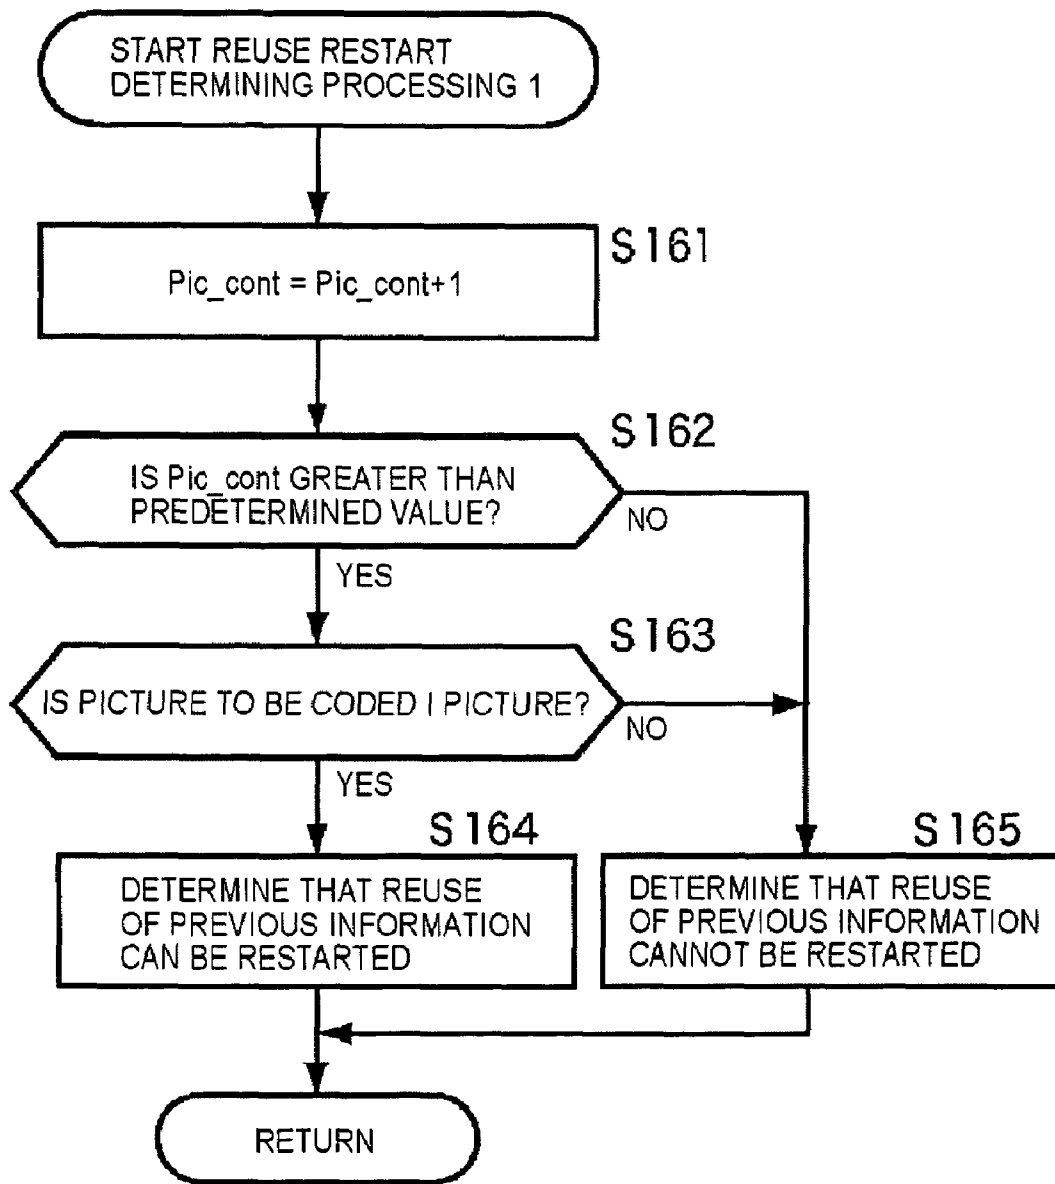 START REUSE RESTART
DETERMINING PROCESSING 1
S161
Pic_cont = Pic_cont+1
S162
IS Pic_cont GREATER THAN
PREDETERMINED VALUE?
NO
YES
S163
IS PICTURE TO BE CODED I PICTURE?
NO
YES
S164
DETERMINE THAT REUSE
OF PREVIOUS INFORMATION
CAN BE RESTARTED
S165
DETERMINE THAT REUSE
OF PREVIOUS INFORMATION
CANNOT BE RESTARTED
RETURN